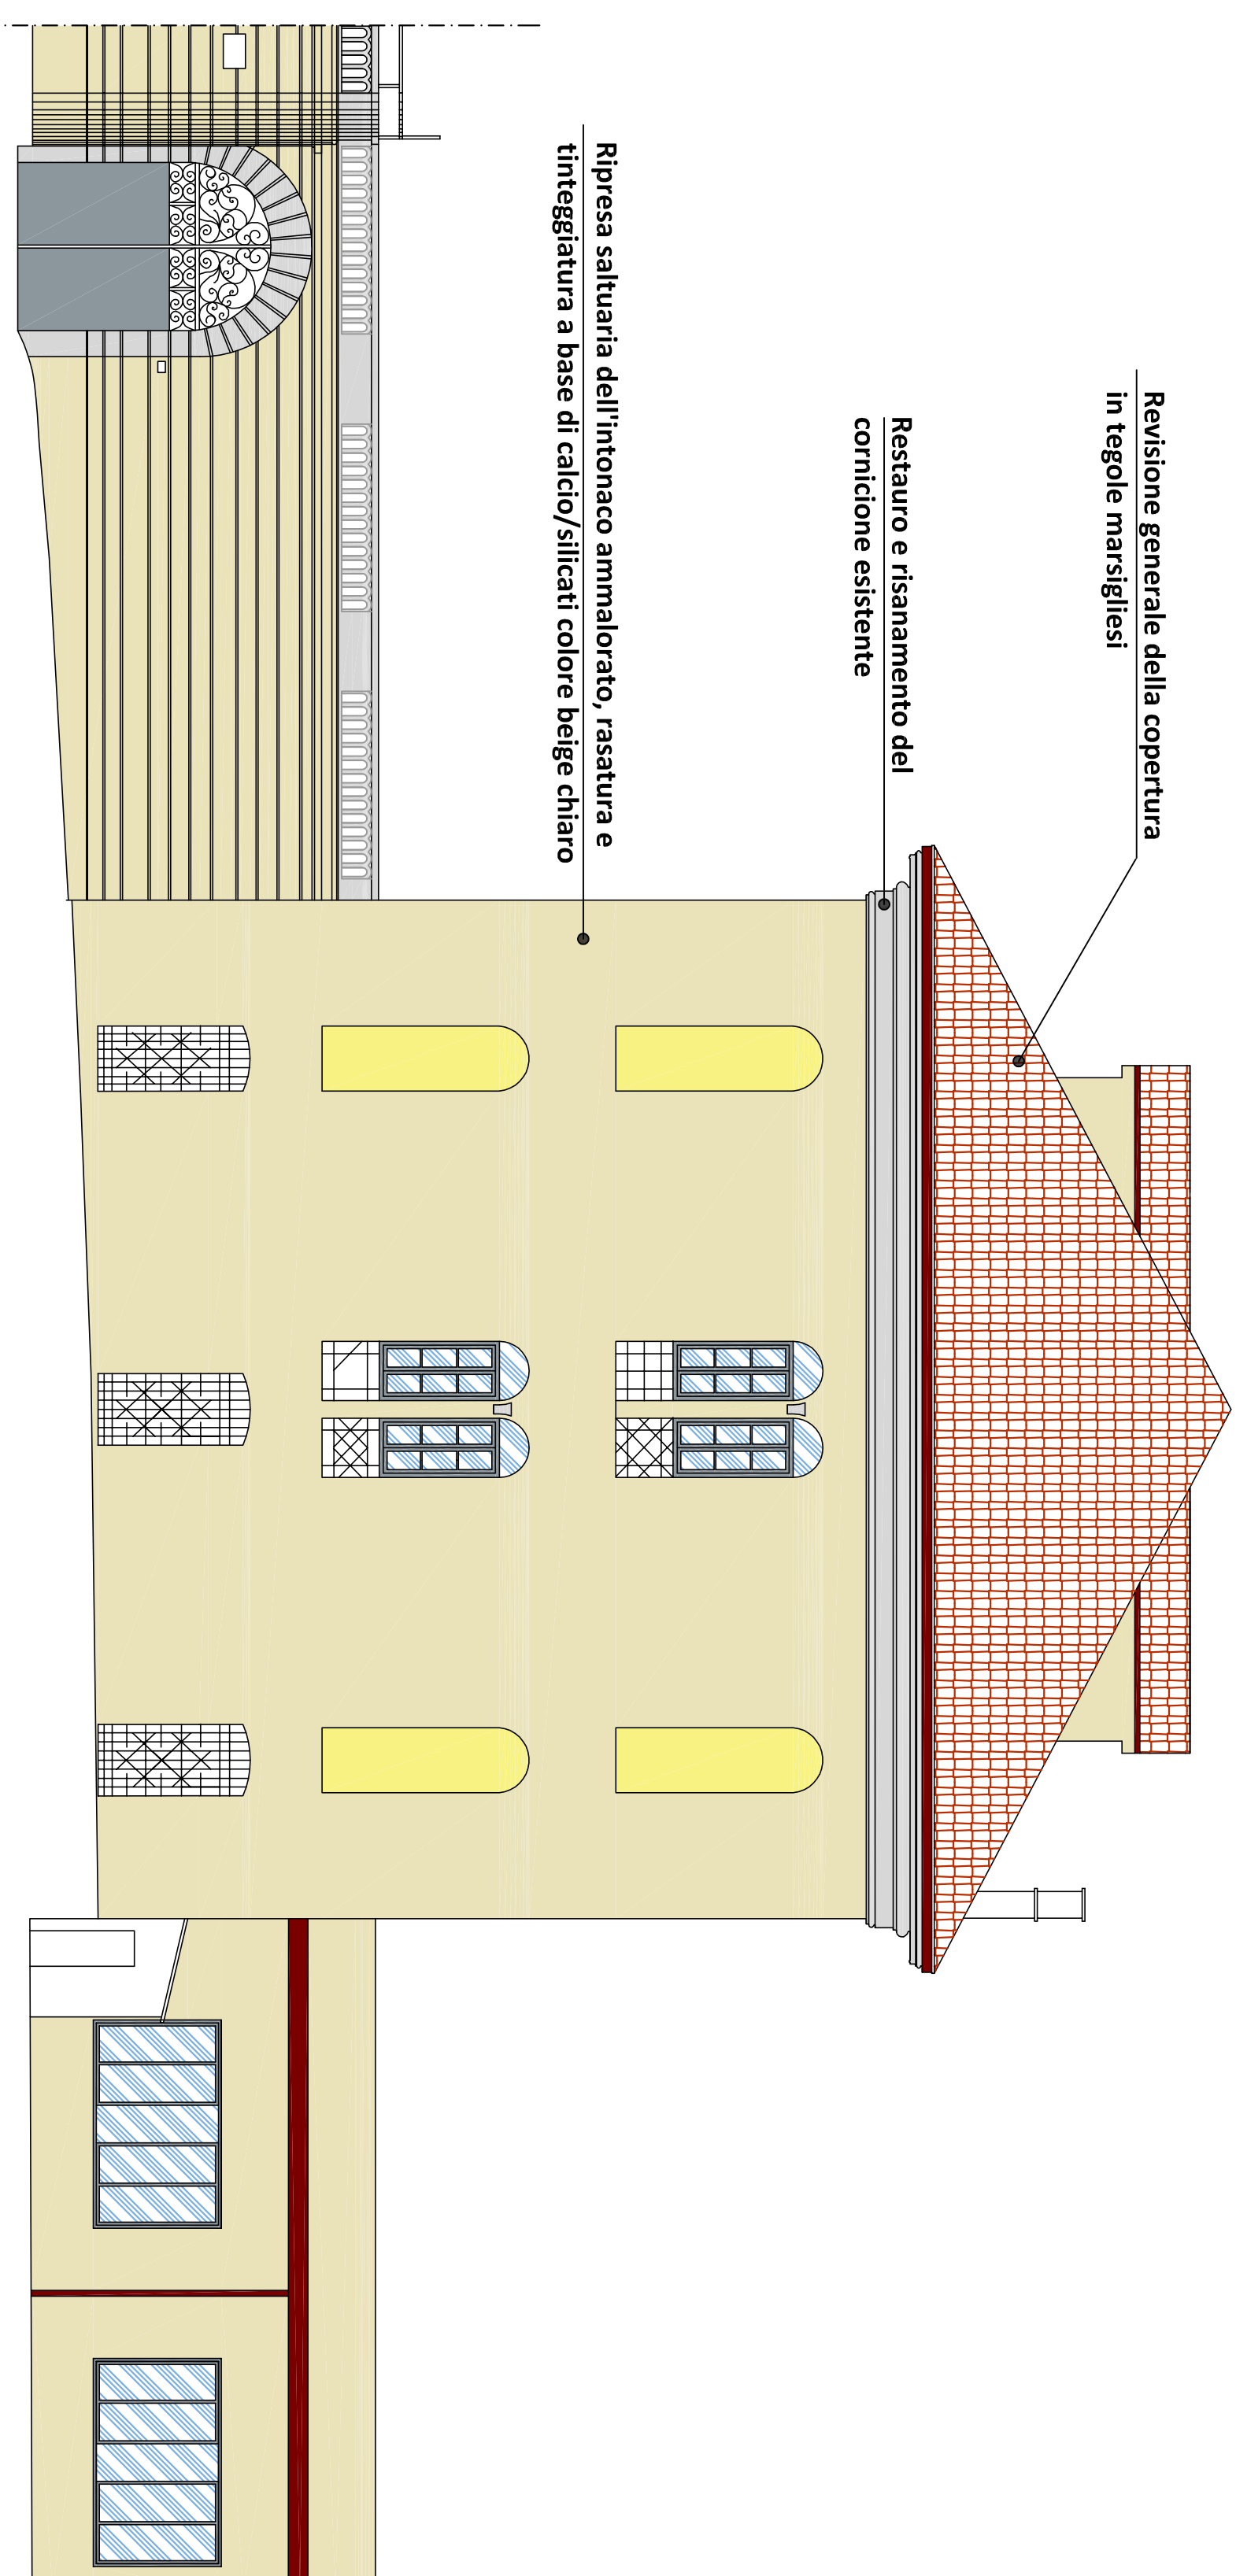 Revisione generale della copertura
in tegole marsigliesi
Restauro e risanamento del
cornicione esistente
Ripresa saltuaria dell'intonaco ammalorato, rasatura e
tinteggiatura a base di calcio/silicati colore beige chiaro